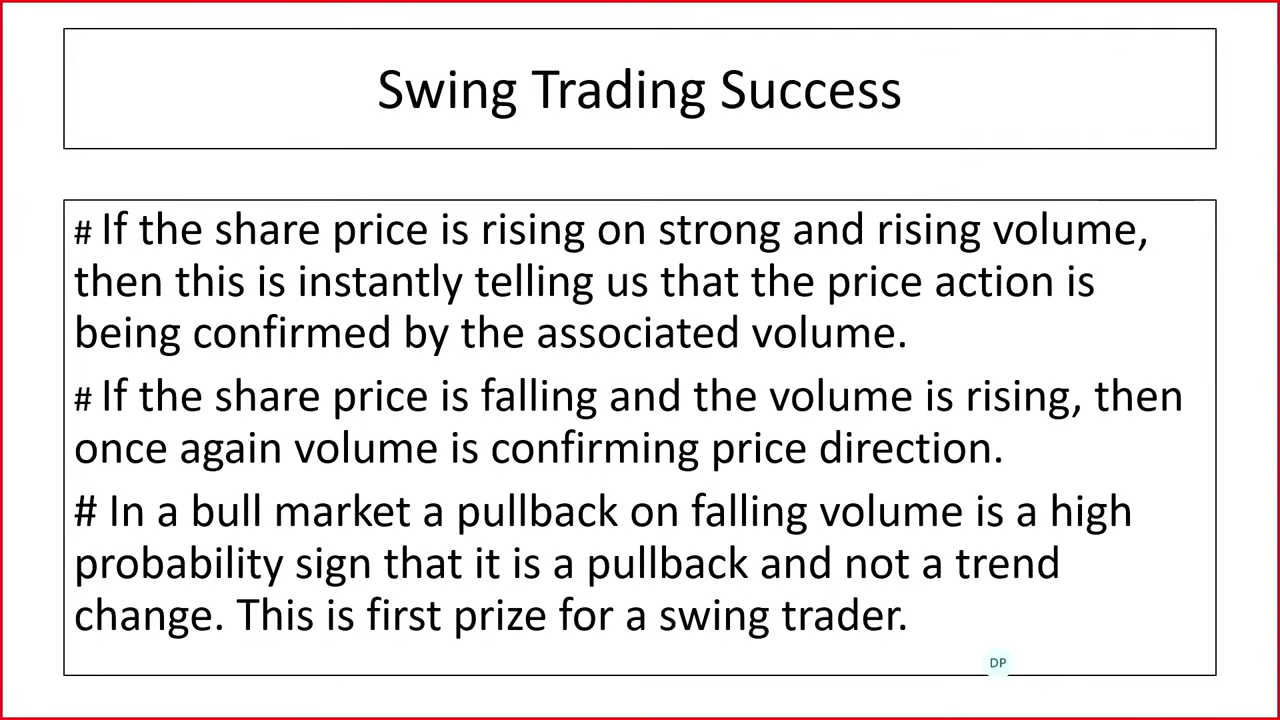 Swing Trading Success
# If the share price is rising on strong and rising volume,
then this is instantly telling us that the price action is
being confirmed by the associated volume.
# If the share price is falling and the volume is rising, then
once again volume is confirming price direction.
# In a bull market a pullback on falling volume is a high
probability sign that it is a pullback and not a trend
change. This is first prize for a swing trader.
DP